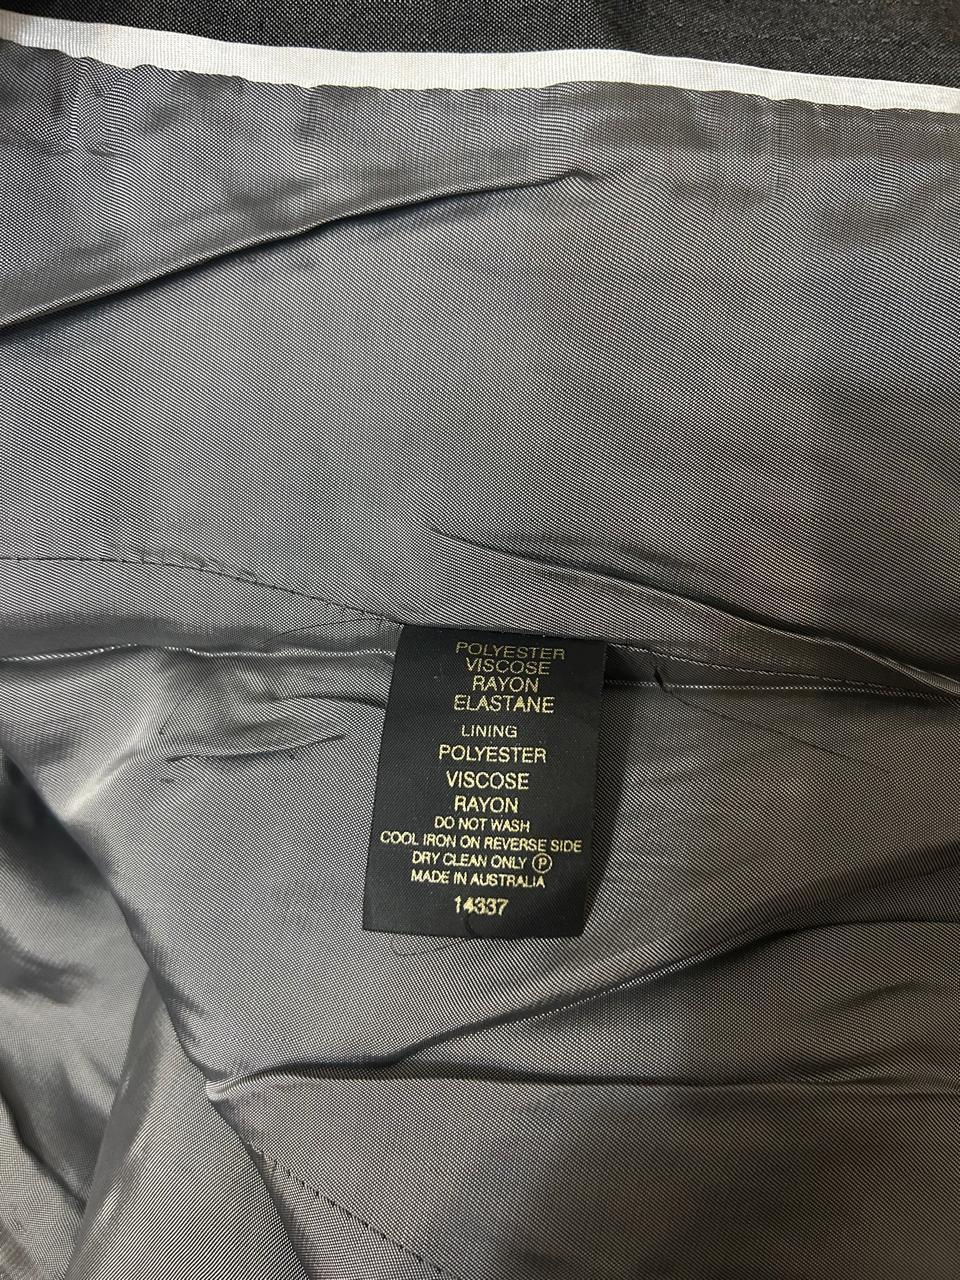 POLYESTER
VISCOSE
RAYON
ELASTANE
LINING
POLYESTER
VISCOSE
RAYON
DO NOT WASH
COOL IRON ON REVERSE SIDE
DRY CLEAN ONLY Ⓟ
MADE IN AUSTRALIA
14337